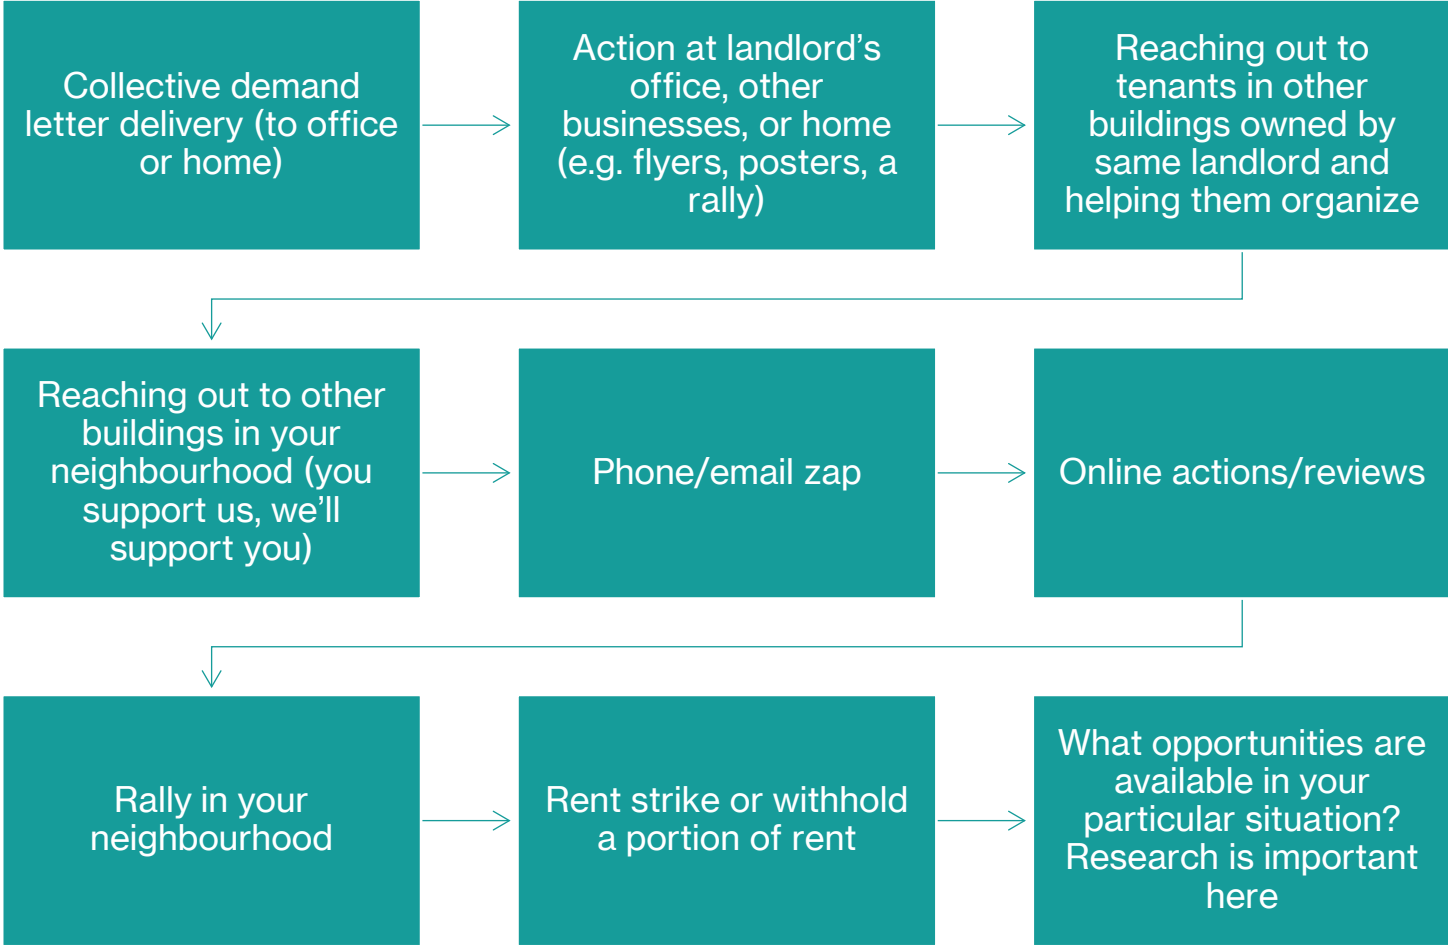 Collective demand
letter delivery (to office
or home)
Action at landlord’s
office, other
businesses, or home
(e.g. flyers, posters, a
rally)
Reaching out to
tenants in other
buildings owned by
same landlord and
helping them organize
Reaching out to other
buildings in your
neighbourhood (you
support us, we’ll
support you)
Phone/email zap
Online actions/reviews
Rally in your
neighbourhood
Rent strike or withhold
a portion of rent
What opportunities are
available in your
particular situation?
Research is important
here